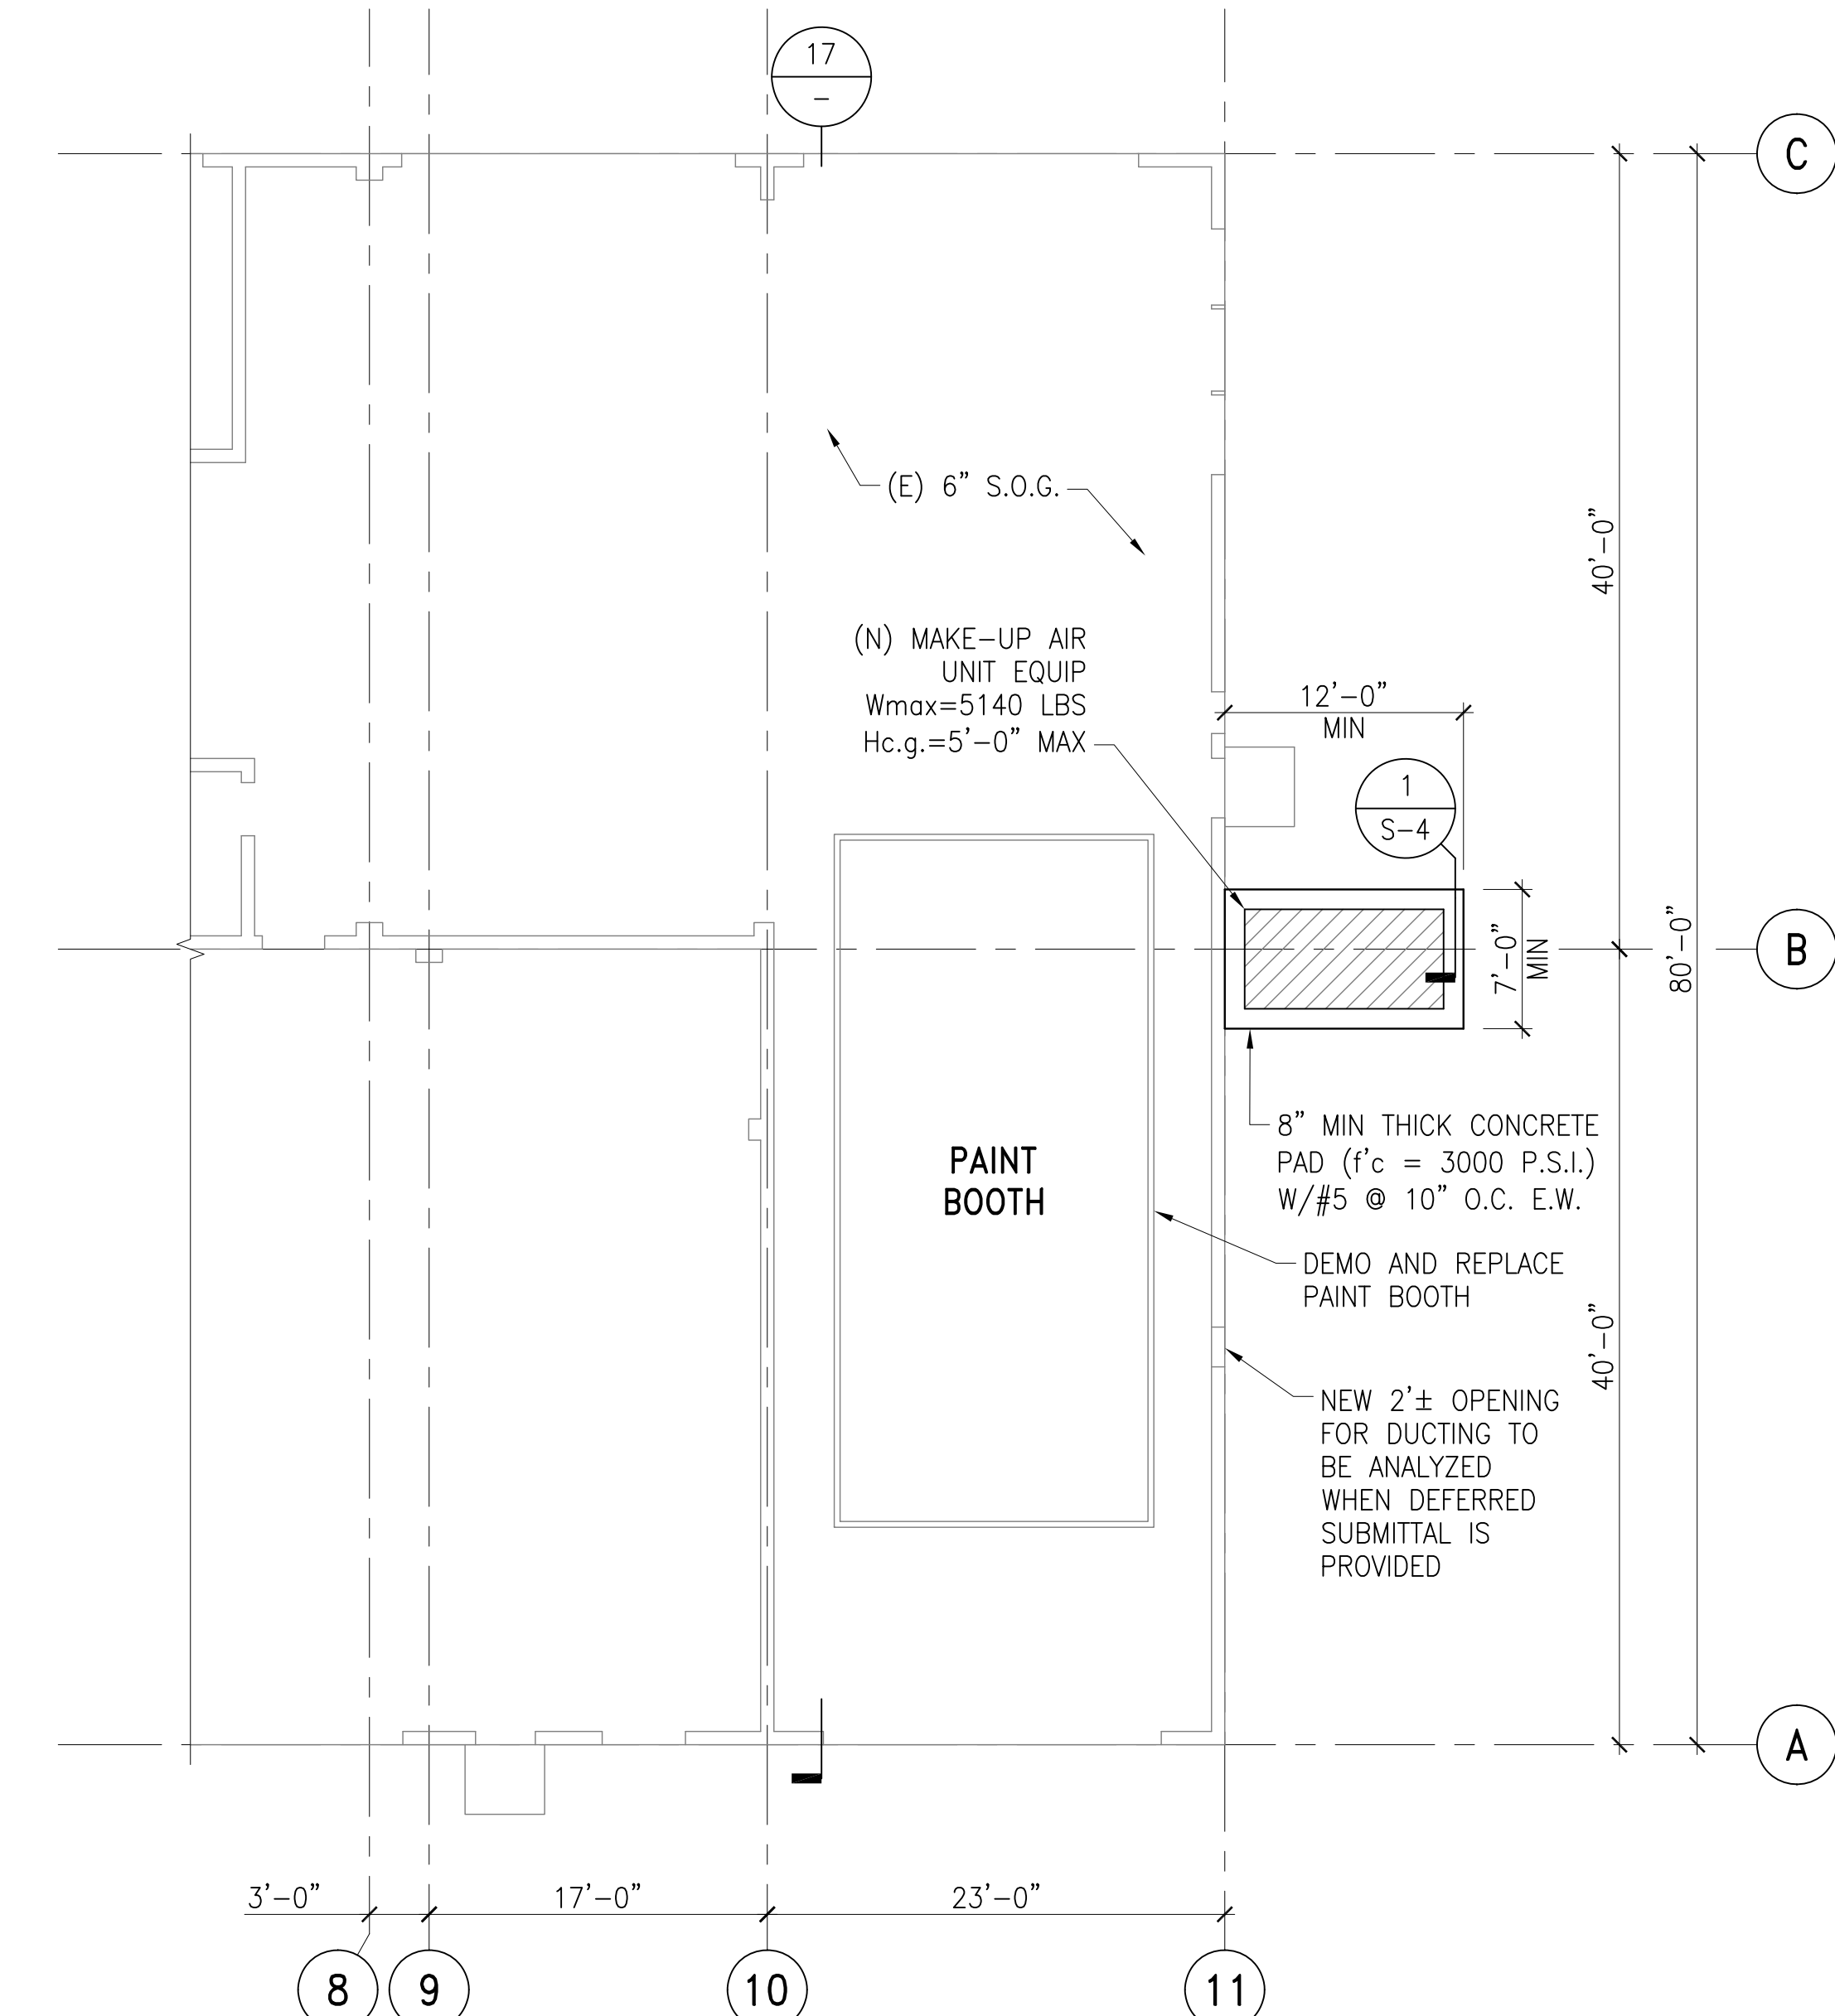 17
–
C
(E) 6” S.O.G.
40’–0”
(N) MAKE–UP AIR
UNIT EQUIP
Wmax=5140 LBS
Hc.g.=5’–0” MAX
12’–0”
MIN
1
S–4
7’–0”
MIN
80’–0”
B
PAINT
BOOTH
8” MIN THICK CONCRETE
PAD (f’c = 3000 P.S.I.)
W/#5 @ 10” O.C. E.W.
DEMO AND REPLACE
PAINT BOOTH
40’–0”
NEW 2’± OPENING
FOR DUCTING TO
BE ANALYZED
WHEN DEFERRED
SUBMITTAL IS
PROVIDED
A
3’–0”
17’–0”
23’–0”
8
9
10
11